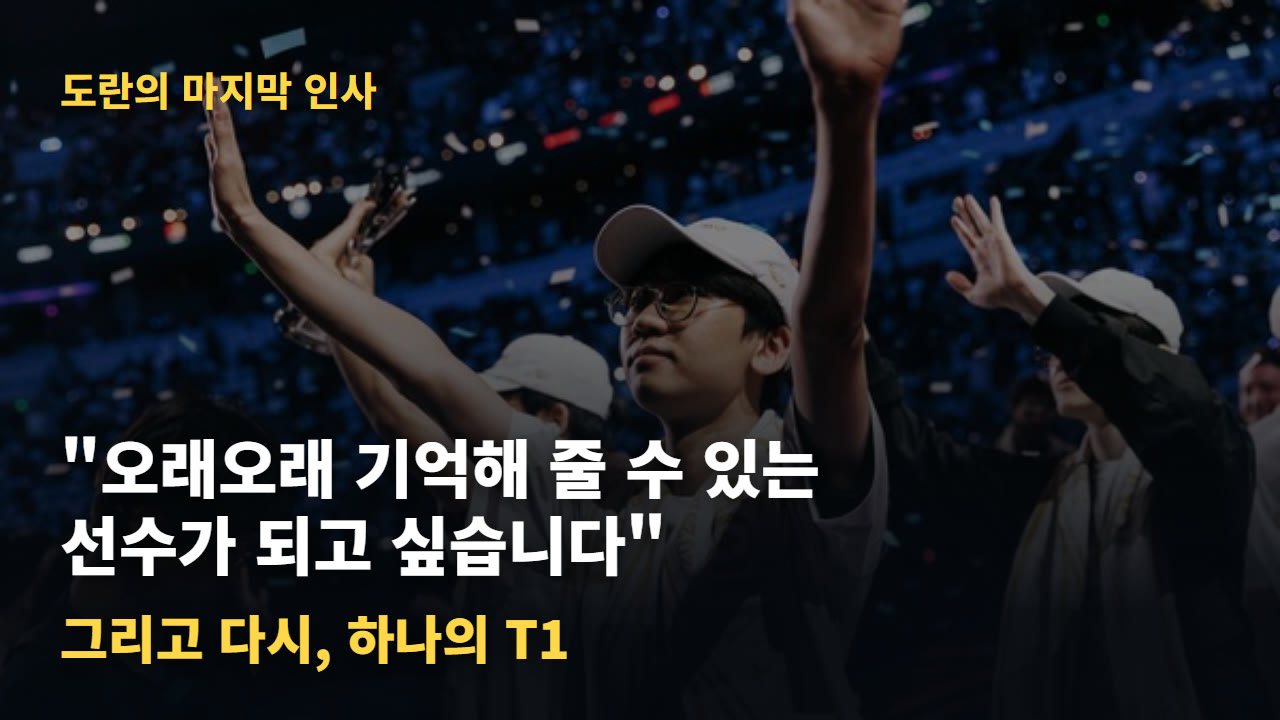 도란의 마지막 인사
"오래오래 기억해 줄 수 있는
선수가 되고 싶습니다"
그리고 다시, 하나의 T1